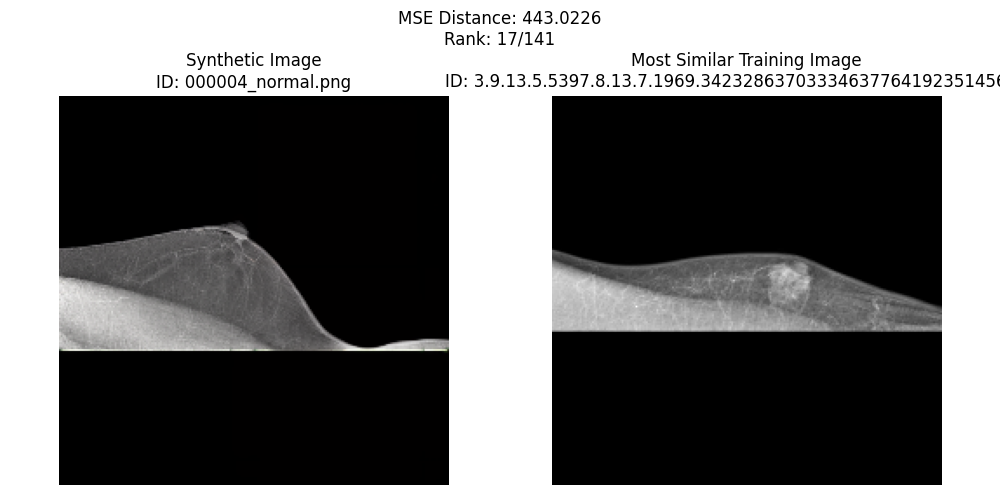 MSE Distance: 443.0226
Rank: 17/141
Synthetic Image
ID: 000004_normal.png
Most Similar Training Image
ID: 3.9.13.5.5397.8.13.7.1969.34232863703334637764192351456